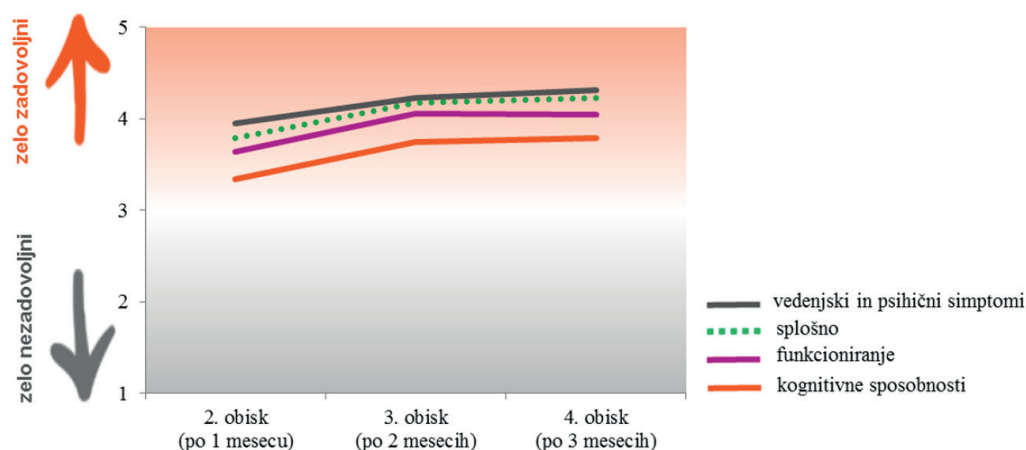 zelo zadovoljni
zelo nezadovoljni
5
4
3
2
1
2. obisk
(po 1 mesecu)
3. obisk
(po 2 mesecih)
4. obisk
(po 3 mesecih)
vedenjski in psihični simptomi
splošno
funkcioniranje
kognitivne sposobnosti